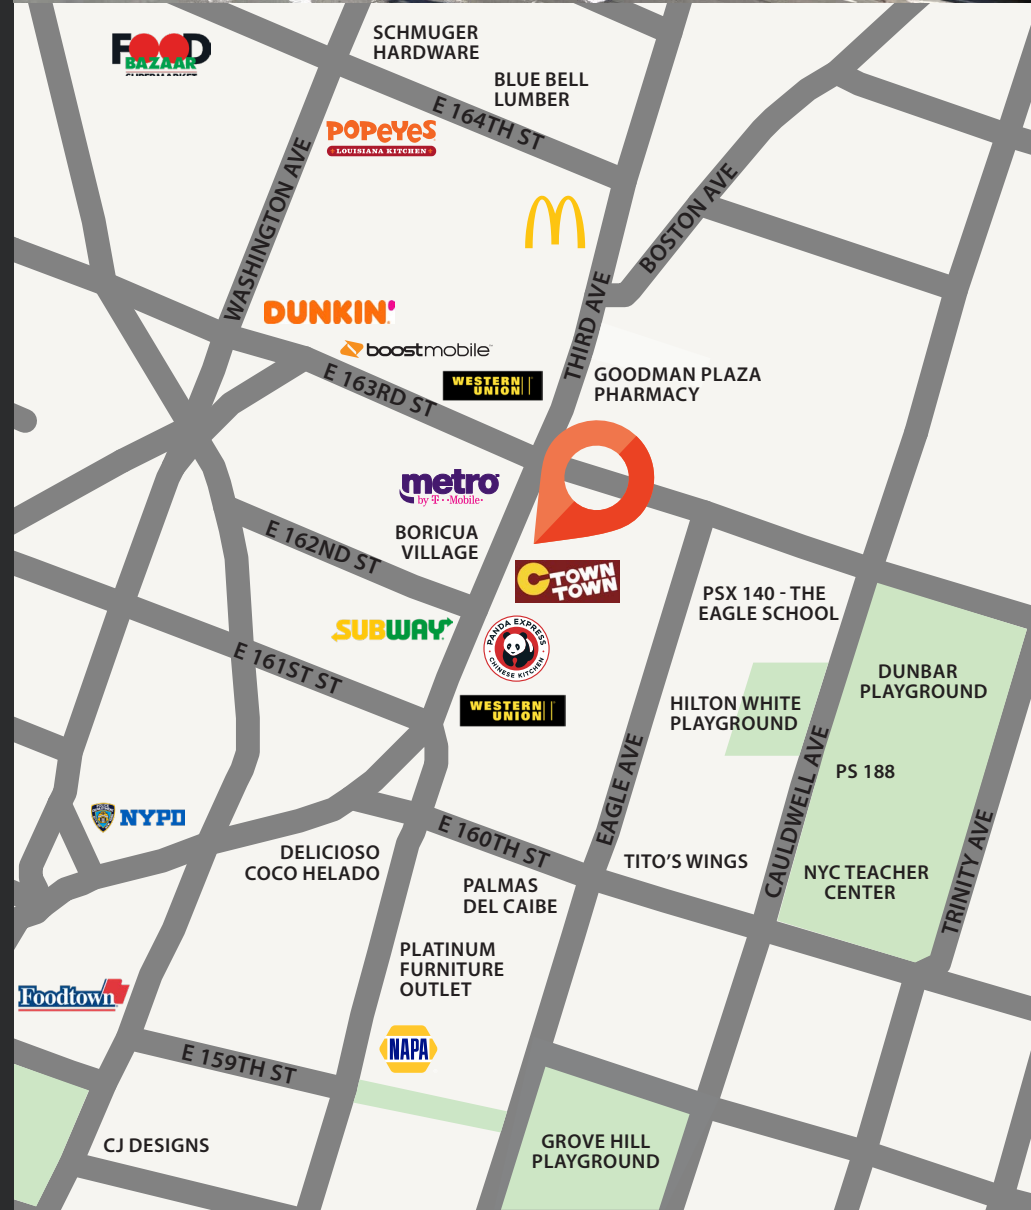 FOOD
BAZAAR
SUPERMARKET
SCHMUGER
HARDWARE
BLUE BELL
LUMBER
E 164TH ST
POPEYES
LOUISIANA KITCHEN
WASHINGTON AVE
BOSTON AVE
DUNKIN'
THIRD AVE
boostmobile
E 163RD ST
WESTERN
UNION
GOODMAN PLAZA
PHARMACY
metro
by T-Mobile
BORICUA
VILLAGE
E 162ND ST
C TOWN
TOWN
PSX 140 - THE
EAGLE SCHOOL
SUBWAY
PANDA EXPRESS
CHINESE KITCHEN
E 161ST ST
WESTERN
UNION
HILTON WHITE
PLAYGROUND
DUNBAR
PLAYGROUND
PS 188
NYPD
EAGLE AVE
CAULDWELL AVE
TRINITY AVE
E 160TH ST
DELICIOSO
COCO HELADO
TITO'S WINGS
NYC TEACHER
CENTER
PALMAS
DEL CAIBE
PLATINUM
FURNITURE
OUTLET
Foodtown
NAPA
E 159TH ST
CJ DESIGNS
GROVE HILL
PLAYGROUND